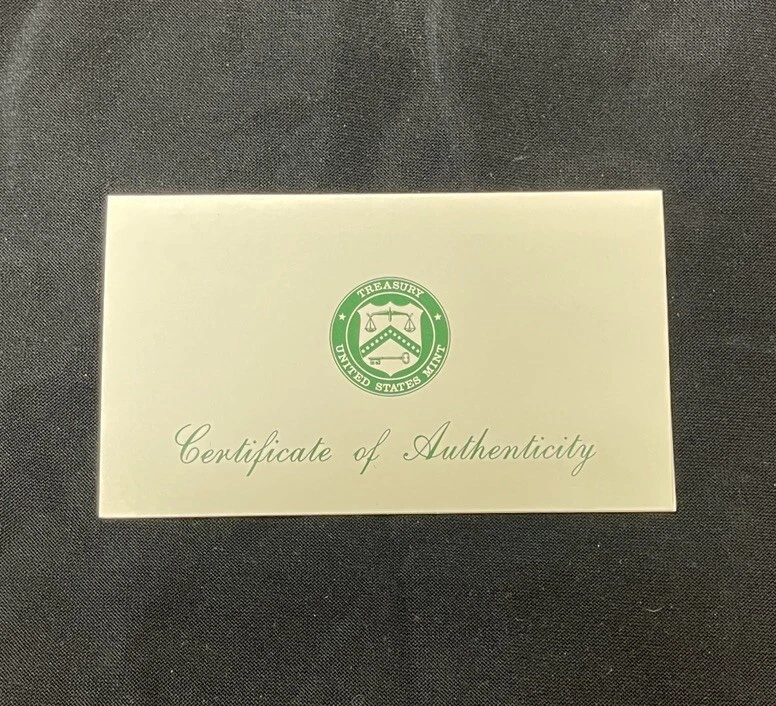 TREASURY
UNITED STATES MINT
Certificate of Authenticity